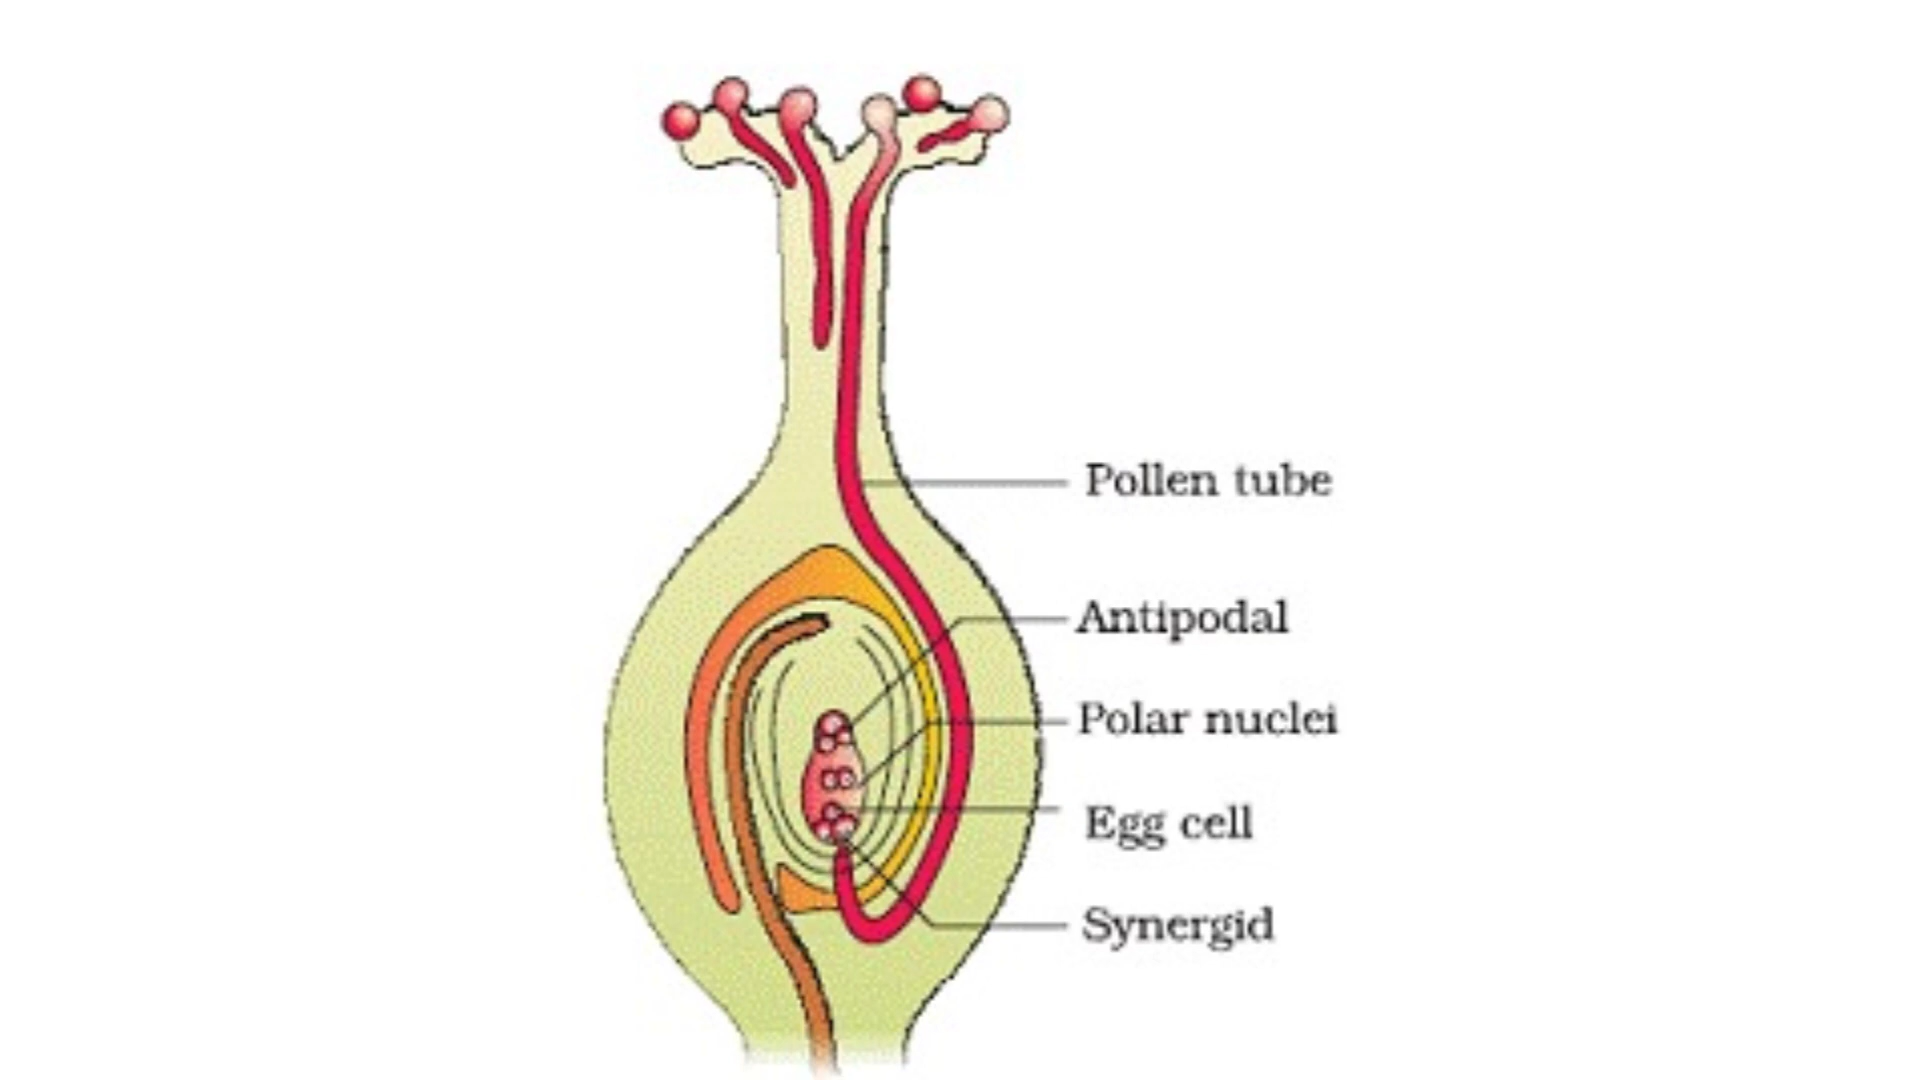 Pollen tube
Antipodal
Polar nuclei
Egg cell
Synergid